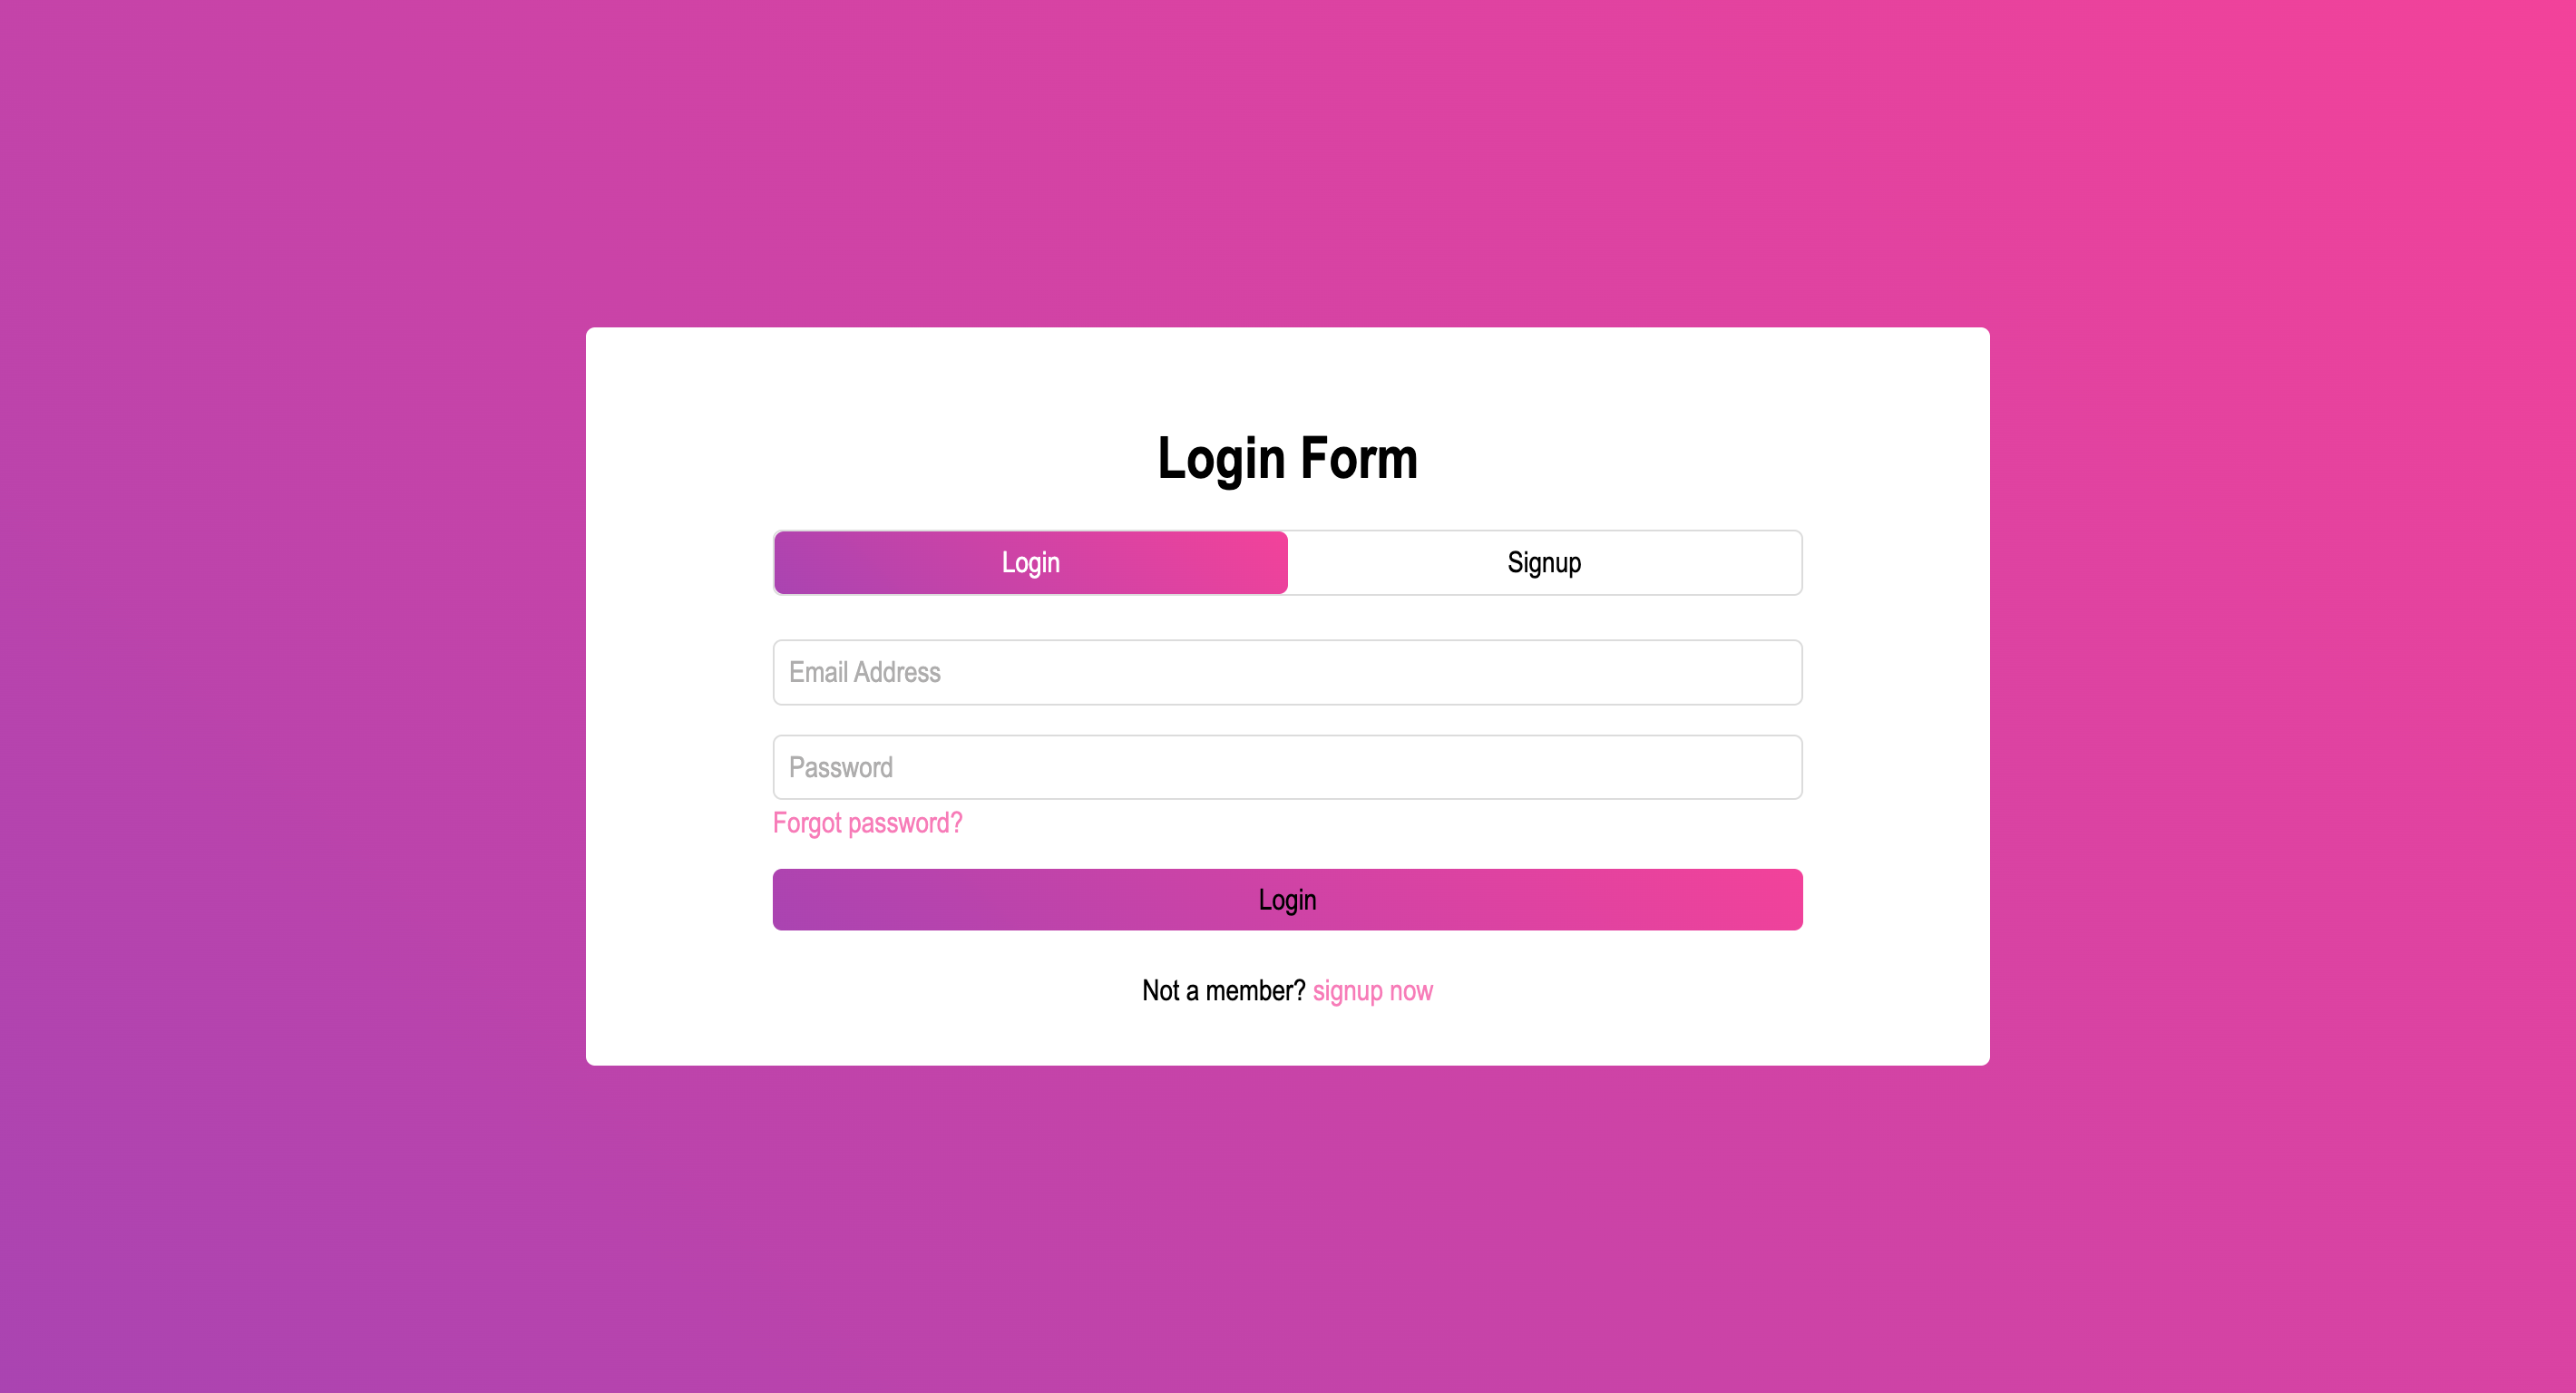 Login Form
Login Signup
Email Address
Password
Forgot password?
Login
Not a member? signup now